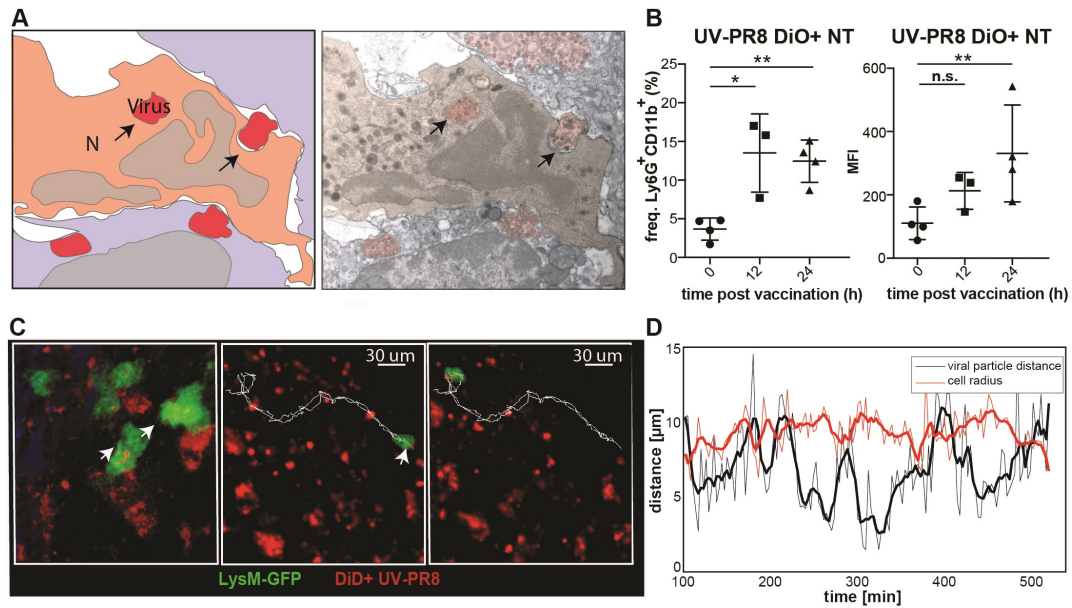 A
Virus
N
B
UV-PR8 DiO+ NT
freq. Ly6G+CD11b+ (%)
25
20
15
10
5
0
**
*
0
12
24
time post vaccination (h)
UV-PR8 DiO+ NT
MFI
600
400
200
0
**
n.s.
0
12
24
time post vaccination (h)
C
30 um
30 um
LysM-GFP
DiD+ UV-PR8
D
distance [µm]
15
10
5
0
viral particle distance
cell radius
100
200
300
400
500
time [min]